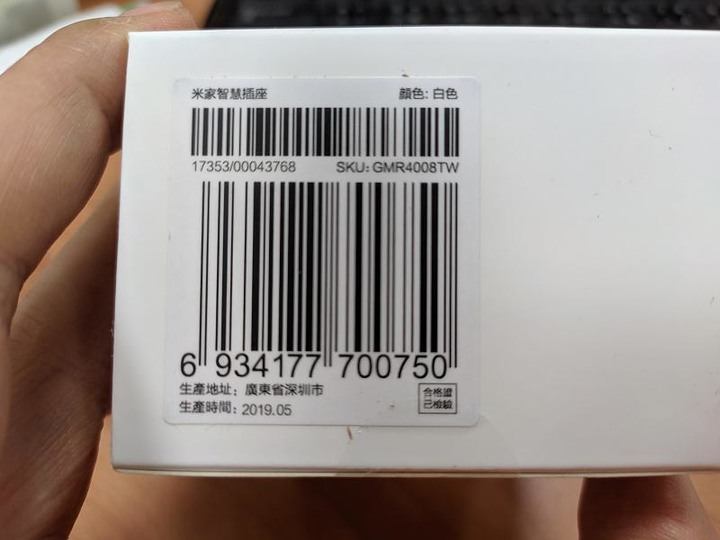 米家智慧插座 顏色: 白色
17353/00043768 SKU: GMR4008TW
6 934177 700750
生產地址: 廣東省深圳市
生產時間: 2019.05
合格證
已檢驗